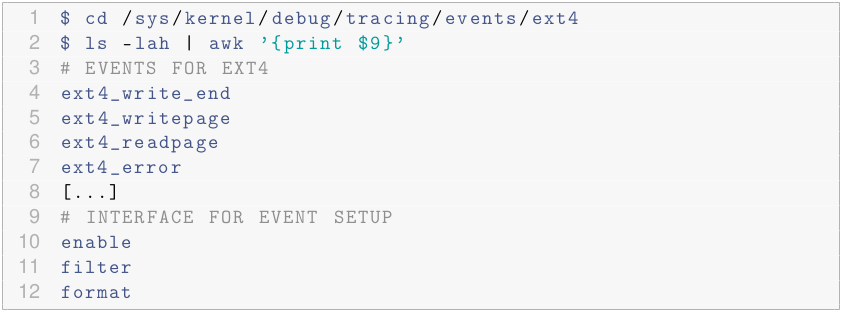 1 $ cd /sys/kernel/debug/tracing/events/ext4
2 $ ls -lah | awk ’{print $9}’
3 # EVENTS FOR EXT4
4 ext4_write_end
5 ext4_writepage
6 ext4_readpage
7 ext4_error
8 [...]
9 # INTERFACE FOR EVENT SETUP
10 enable
11 filter
12 format